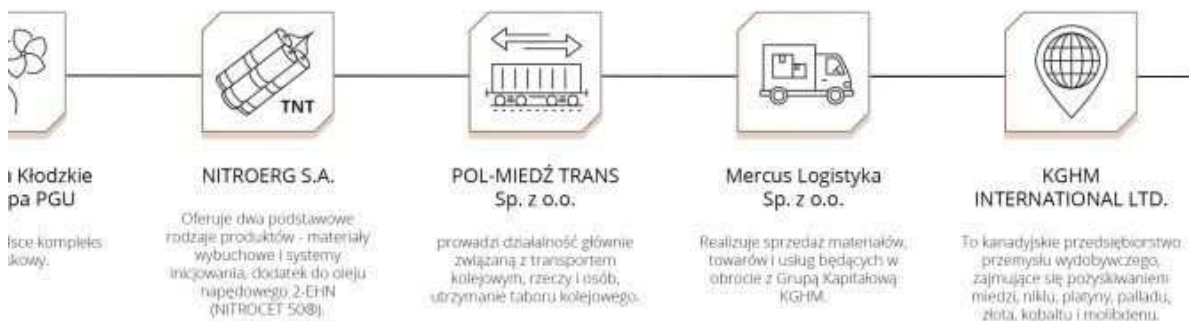 TNT
a Kłodzkie
pa PGU
lsce kompleks
skowy.
NITROERG S.A.
Oferuje dwa podstawowe
rodzaje produktów - materiały
wybuchowe i systemy
inicjowania, dodatek do oleju
napędowego 2-EHN
(NITROCET 50®).
POL-MIEDŹ TRANS
Sp. z o.o.
prowadzi działalność głównie
związaną z transportem
kolejowym, rzeczy i osób,
utrzymanie taboru kolejowego.
Mercus Logistyka
Sp. z o.o.
Realizuje sprzedaż materiałów,
towarów i usług będących w
obrocie z Grupą Kapitałową
KGHM.
KGHM
INTERNATIONAL LTD.
To kanadyjskie przedsiębiorstwo
przemysłu wydobywczego,
zajmujące się pozyskiwaniem
miedzi, niklu, platyny, palladu,
złota, kobaltu i molibdenu.